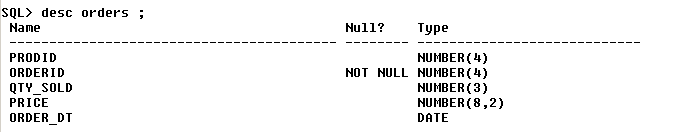 SQL> desc orders ;
Name                                      Null?    Type
----------------------------------------- -------- ----------------------------
PRODID                                             NUMBER(4)
ORDERID                                   NOT NULL NUMBER(4)
QTY_SOLD                                           NUMBER(3)
PRICE                                              NUMBER(8,2)
ORDER_DT                                           DATE